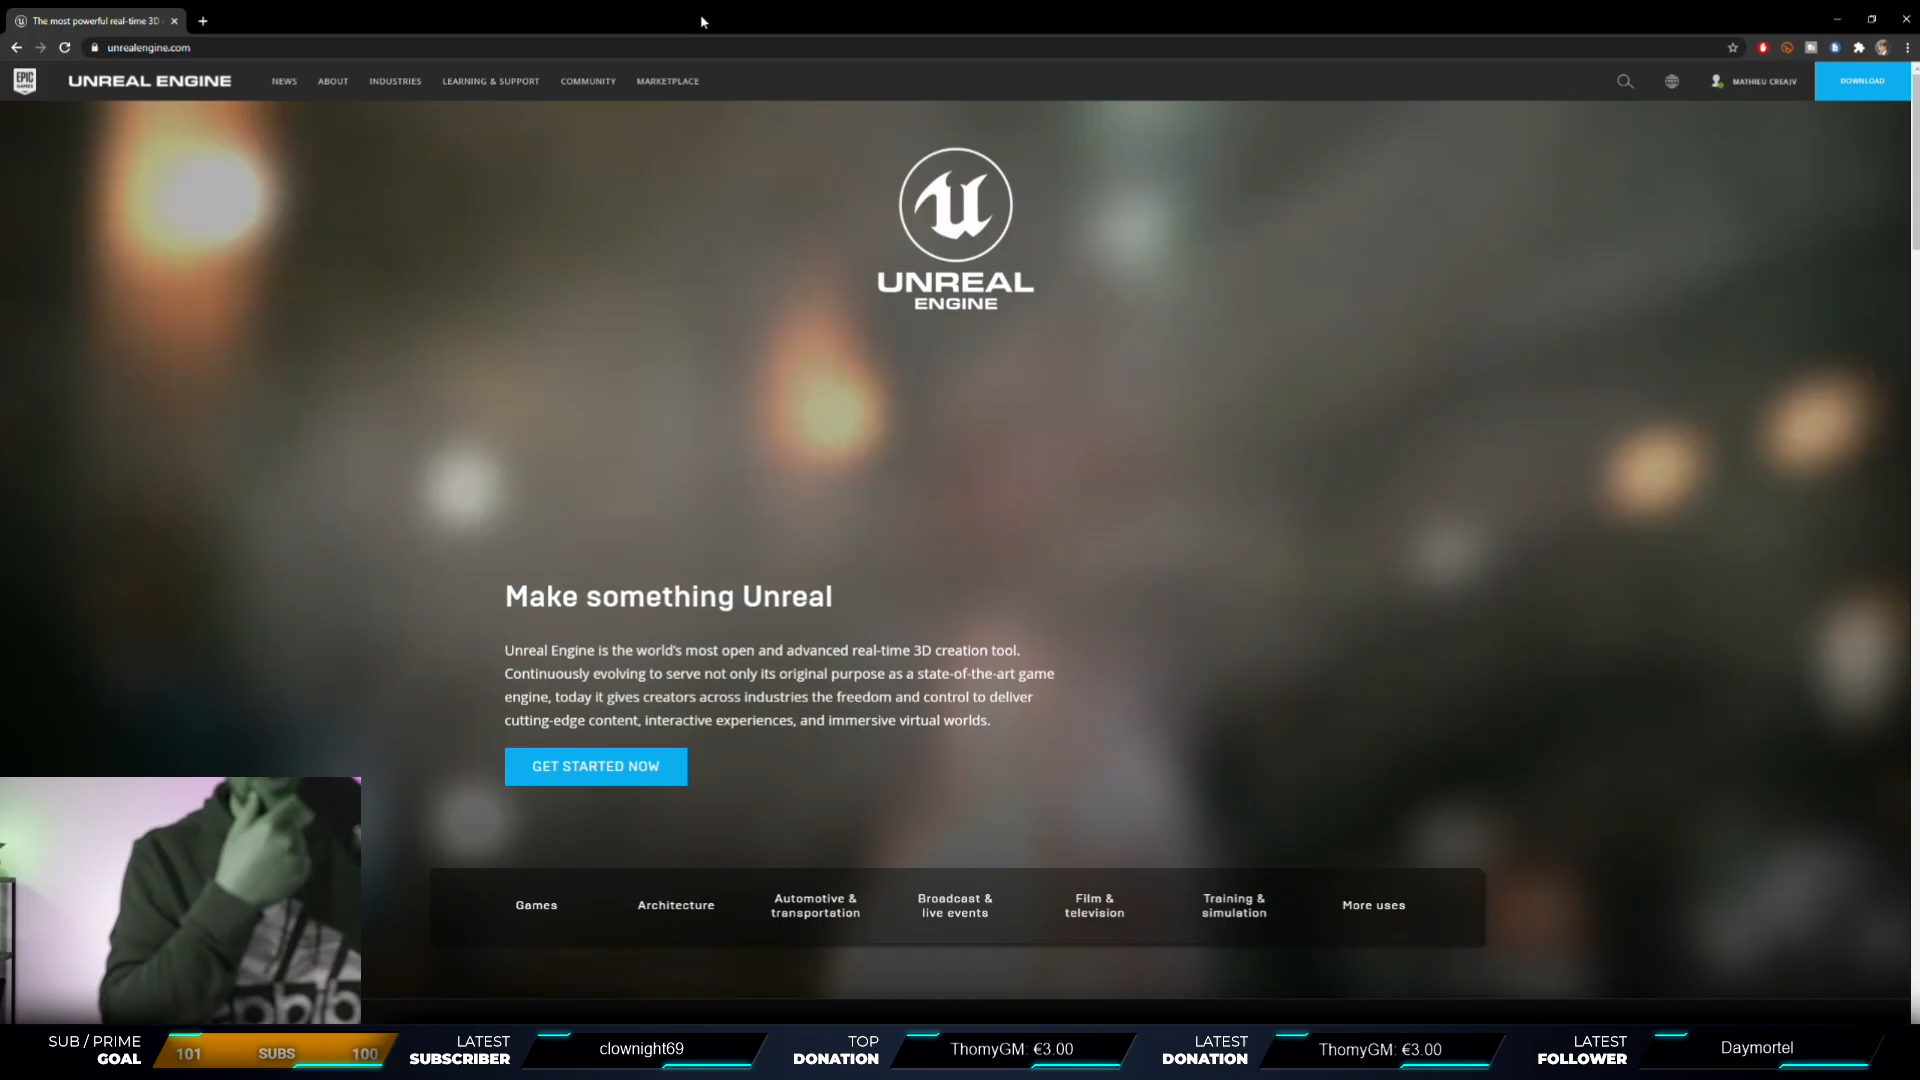 The most powerful real-time 3D
unrealengine.com
EPIC GAMES
UNREAL ENGINE
NEWS
ABOUT
INDUSTRIES
LEARNING & SUPPORT
COMMUNITY
MARKETPLACE
MATHIEU CREAJV
DOWNLOAD
UNREAL
ENGINE
Make something Unreal
Unreal Engine is the world's most open and advanced real-time 3D creation tool.
Continuously evolving to serve not only its original purpose as a state-of-the-art game
engine, today it gives creators across industries the freedom and control to deliver
cutting-edge content, interactive experiences, and immersive virtual worlds.
GET STARTED NOW
Games
Architecture
Automotive &
transportation
Broadcast &
live events
Film &
television
Training &
simulation
More uses
SUB / PRIME
GOAL
101
SUBS
100
LATEST
SUBSCRIBER
clownight69
TOP
DONATION
ThomyGM: €3.00
LATEST
DONATION
ThomyGM: €3.00
LATEST
FOLLOWER
Daymortel